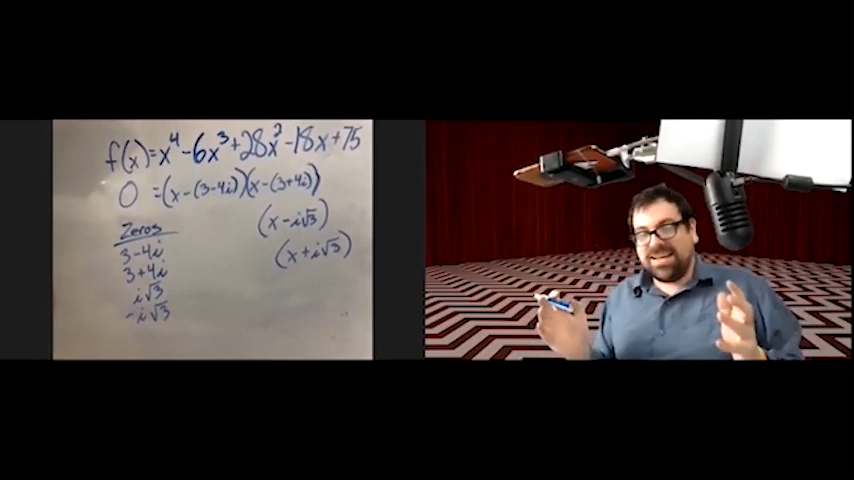 f(x)=x⁴-6x³+28x²-18x+75
0 =(x-(3-4i))(x-(3+4i))
(x-i√3)
(x+i√3)
Zeros
3-4i
3+4i
i√3
-i√3